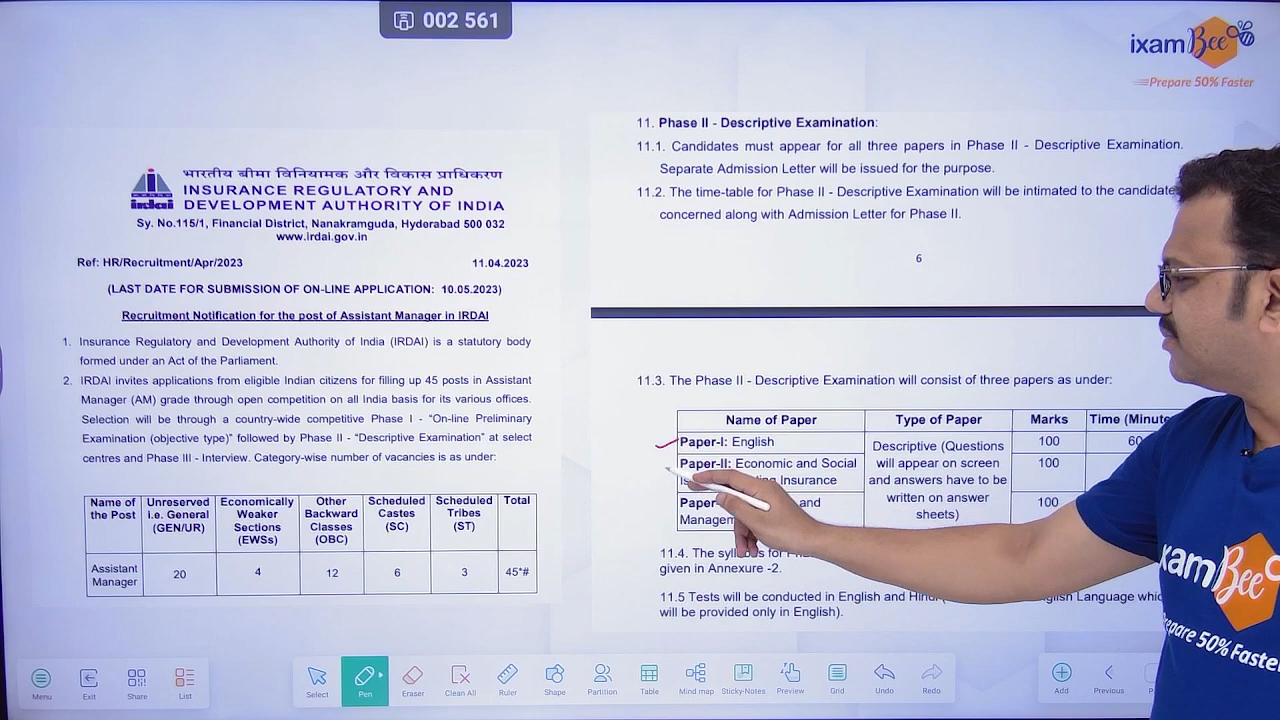 002 561
ixamBee
Prepare 50% Faster
भारतीय बीमा विनियामक और विकास प्राधिकरण
INSURANCE REGULATORY AND
DEVELOPMENT AUTHORITY OF INDIA
irdai
Sy. No.115/1, Financial District, Nanakramguda, Hyderabad 500 032
www.irdai.gov.in
Ref: HR/Recruitment/Apr/2023 11.04.2023
(LAST DATE FOR SUBMISSION OF ON-LINE APPLICATION: 10.05.2023)
Recruitment Notification for the post of Assistant Manager in IRDAI
1. Insurance Regulatory and Development Authority of India (IRDAI) is a statutory body
formed under an Act of the Parliament.
2. IRDAI invites applications from eligible Indian citizens for filling up 45 posts in Assistant
Manager (AM) grade through open competition on all India basis for its various offices.
Selection will be through a country-wide competitive Phase I - “On-line Preliminary
Examination (objective type)” followed by Phase II - “Descriptive Examination” at select
centres and Phase III - Interview. Category-wise number of vacancies is as under:
Name of the Post Unreserved i.e. General (GEN/UR) Economically Weaker Sections (EWSs) Other Backward Classes (OBC) Scheduled Castes (SC) Scheduled Tribes (ST) Total
Assistant Manager 20 4 12 6 3 45*#
11. Phase II - Descriptive Examination:
11.1. Candidates must appear for all three papers in Phase II - Descriptive Examination.
Separate Admission Letter will be issued for the purpose.
11.2. The time-table for Phase II - Descriptive Examination will be intimated to the candidate
concerned along with Admission Letter for Phase II.
6
11.3. The Phase II - Descriptive Examination will consist of three papers as under:
Name of Paper Type of Paper Marks Time (Minute
Paper-I: English Descriptive (Questions will appear on screen and answers have to be written on answer sheets) 100 60
Paper-II: Economic and Social Insurance 100
Paper- and Managem 100
11.4. The syll for
given in Annexure -2.
11.5 Tests will be conducted in English and Hindi( Language
will be provided only in English).
Menu Exit Share List
Select Pen Eraser Clean All Ruler Shape Partition Table Mind map Sticky-Notes Preview Grid Undo Redo
Add Previous
xamBee
repare 50% Faste